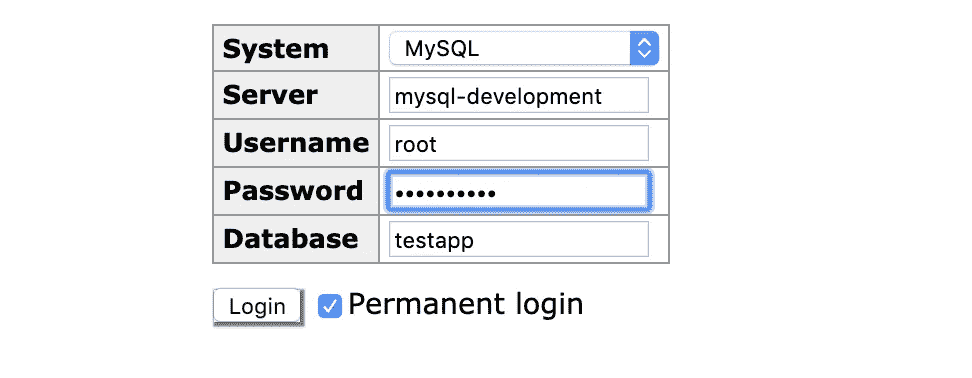 System MySQL
Server mysql-development
Username root
Password ••••••••••
Database testapp
Login Permanent login